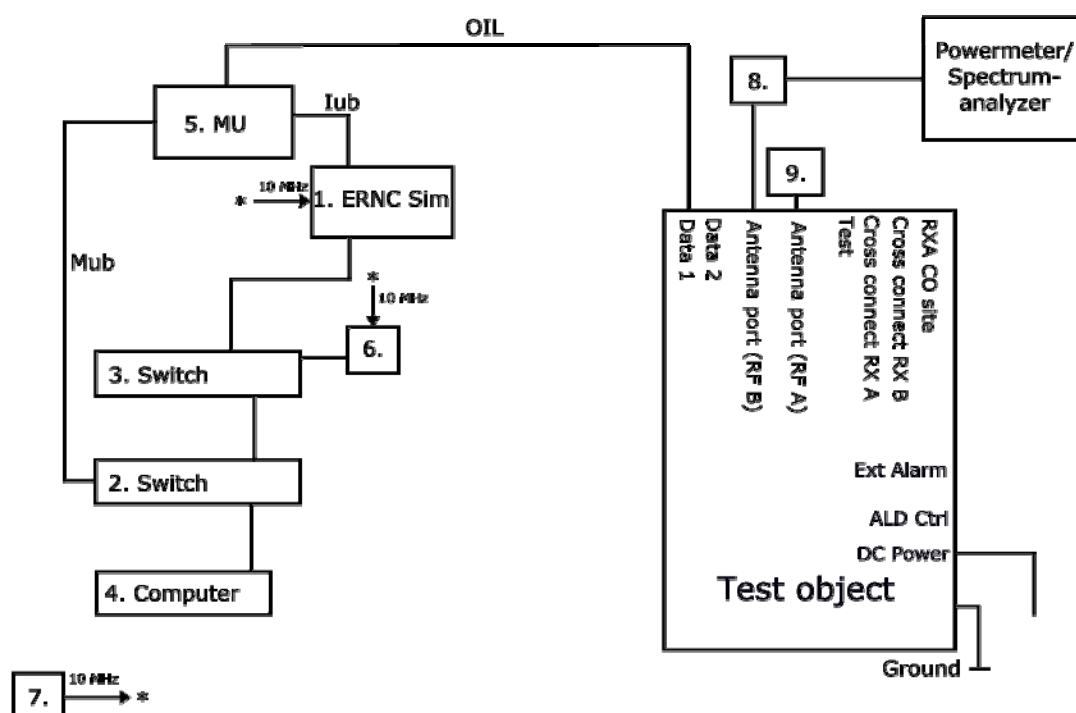 OIL
Powermeter/
Spectrum-
analyzer
8.
5. MU
Iub
9.
10 MHz
* 1. ERNC Sim
Data 1
Data 2
Antenna port (RF B)
Antenna port (RF A)
Test
Cross connect RX A
Cross connect RX B
RXA CO site
Mub
*
10 MHz
6.
3. Switch
2. Switch
Ext Alarm
ALD Ctrl
DC Power
4. Computer
Test object
Ground
10 MHz
7. *